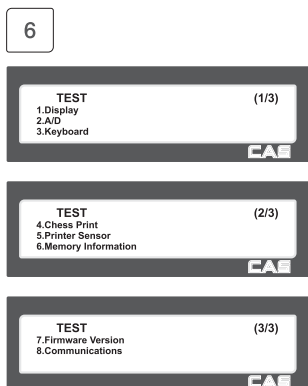 6
TEST (1/3)
1.Display
2.A/D
3.Keyboard
CAS
TEST (2/3)
4.Chess Print
5.Printer Sensor
6.Memory Information
CAS
TEST (3/3)
7.Firmware Version
8.Communications
CAS